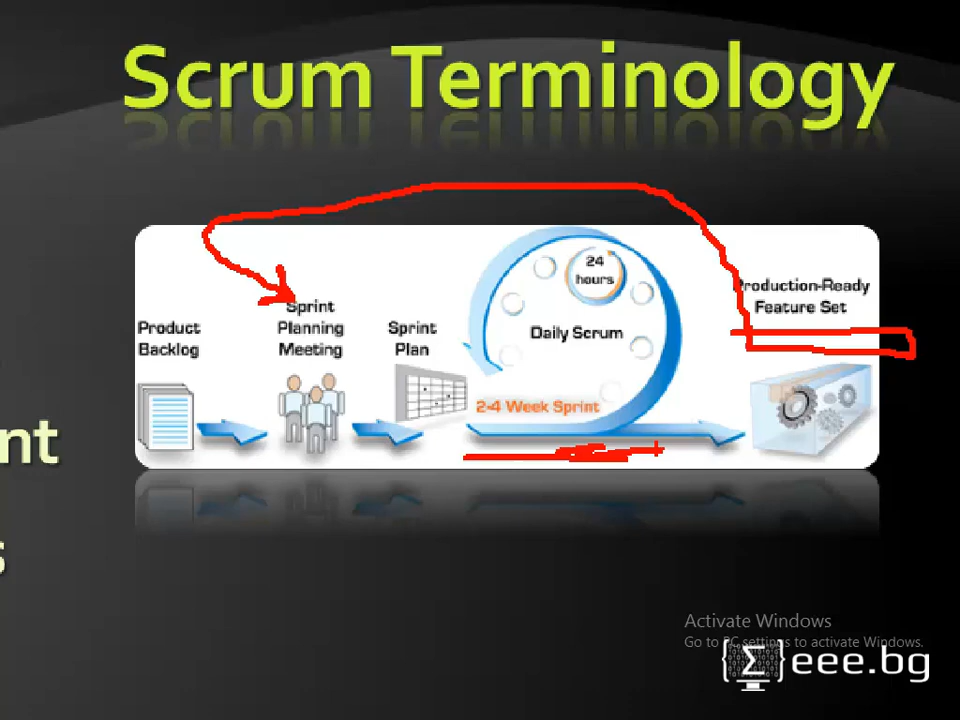 Scrum Terminology
24
hours
Production-Ready
Feature Set
Sprint
Planning
Meeting
Product
Backlog
Sprint
Plan
Daily Scrum
2-4 Week Sprint
nt
s
Activate Windows
Go to PC settings to activate Windows.
{Σ}eee.bg